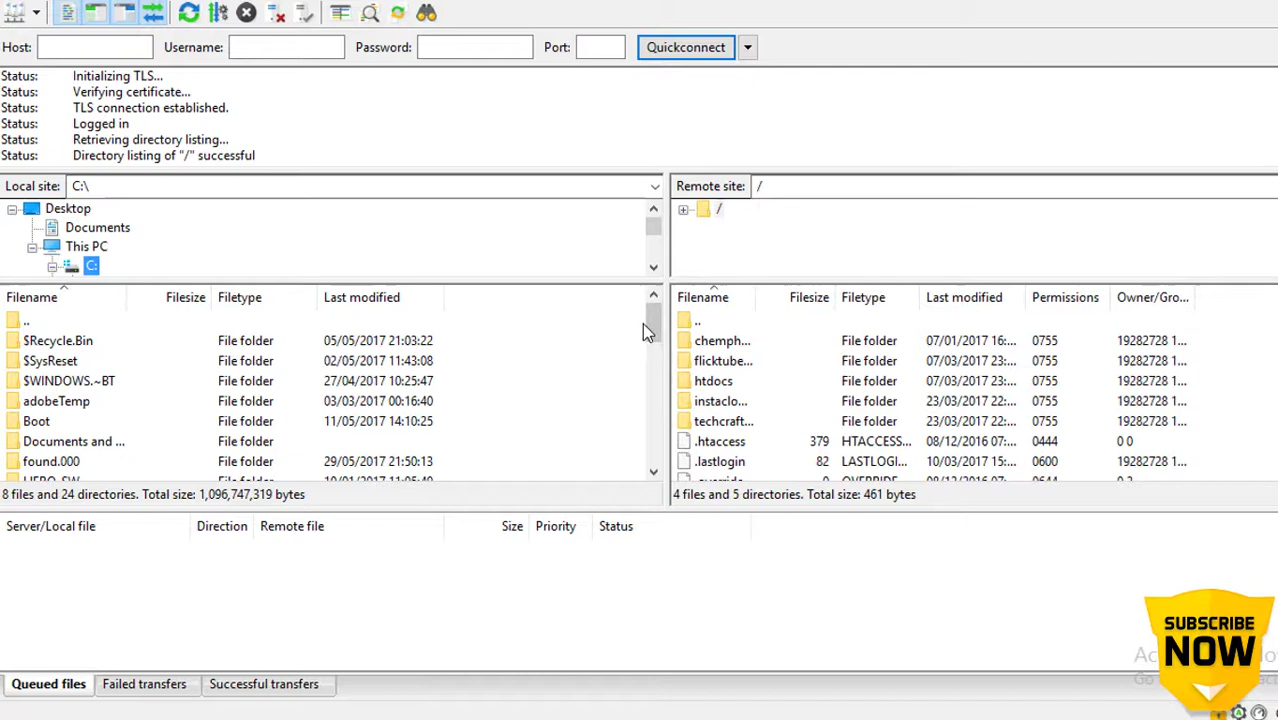 Host: Username: Password: Port: Quickconnect
Status: Initializing TLS...
Status: Verifying certificate...
Status: TLS connection established.
Status: Logged in
Status: Retrieving directory listing...
Status: Directory listing of "/" successful
Local site: C:\
Desktop
Documents
This PC
C:
Remote site: /
/
Filename Filesize Filetype Last modified
..
$Recycle.Bin File folder 05/05/2017 21:03:22
$SysReset File folder 02/05/2017 11:43:08
$WINDOWS.~BT File folder 27/04/2017 10:25:47
adobeTemp File folder 03/03/2017 00:16:40
Boot File folder 11/05/2017 14:10:25
Documents and ... File folder
found.000 File folder 29/05/2017 21:50:13
8 files and 24 directories. Total size: 1,096,747,319 bytes
Filename Filesize Filetype Last modified Permissions Owner/Gro...
..
chemph... File folder 07/01/2017 16:... 0755 19282728 1...
flicktube... File folder 07/03/2017 23:... 0755 19282728 1...
htdocs File folder 07/03/2017 23:... 0755 19282728 1...
instaclo... File folder 23/03/2017 22:... 0755 19282728 1...
techcraft... File folder 23/03/2017 22:... 0755 19282728 1...
.htaccess 379 HTACCESS... 08/12/2016 07:... 0444 0 0
.lastlogin 82 LASTLOGI... 10/03/2017 15:... 0600 19282728 1...
4 files and 5 directories. Total size: 461 bytes
Server/Local file Direction Remote file Size Priority Status
SUBSCRIBE
NOW
Queued files Failed transfers Successful transfers